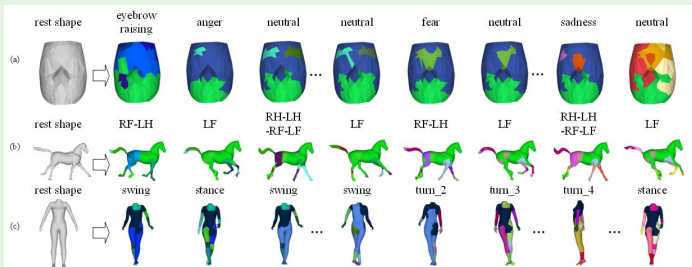 rest shape eyebrow raising anger neutral neutral fear neutral sadness neutral
(a) ... ...
rest shape RF-LH LF RH-LH -RF-LF LF RF-LH LF RH-LH -RF-LF LF
(b)
rest shape swing stance swing swing turn_2 turn_3 turn_4 stance
(c) ... ...